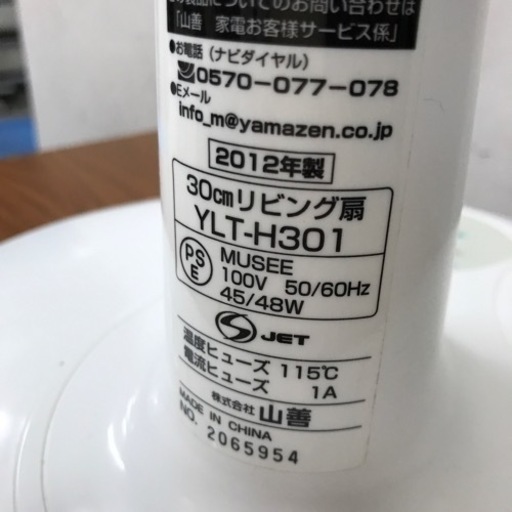 の製品についてのお問い合わせは
「山善 家電お客様サービス係」
●お電話（ナビダイヤル）
0570-077-078
●Eメール
info_m@yamazen.co.jp
2012年製
30cmリビング扇
YLT-H301
PSE
MUSEE
100V 50/60Hz
45/48W
S JET
温度ヒューズ 115℃
電流ヒューズ 1A
株式会社 山善
MADE IN CHINA
NO. 2065954